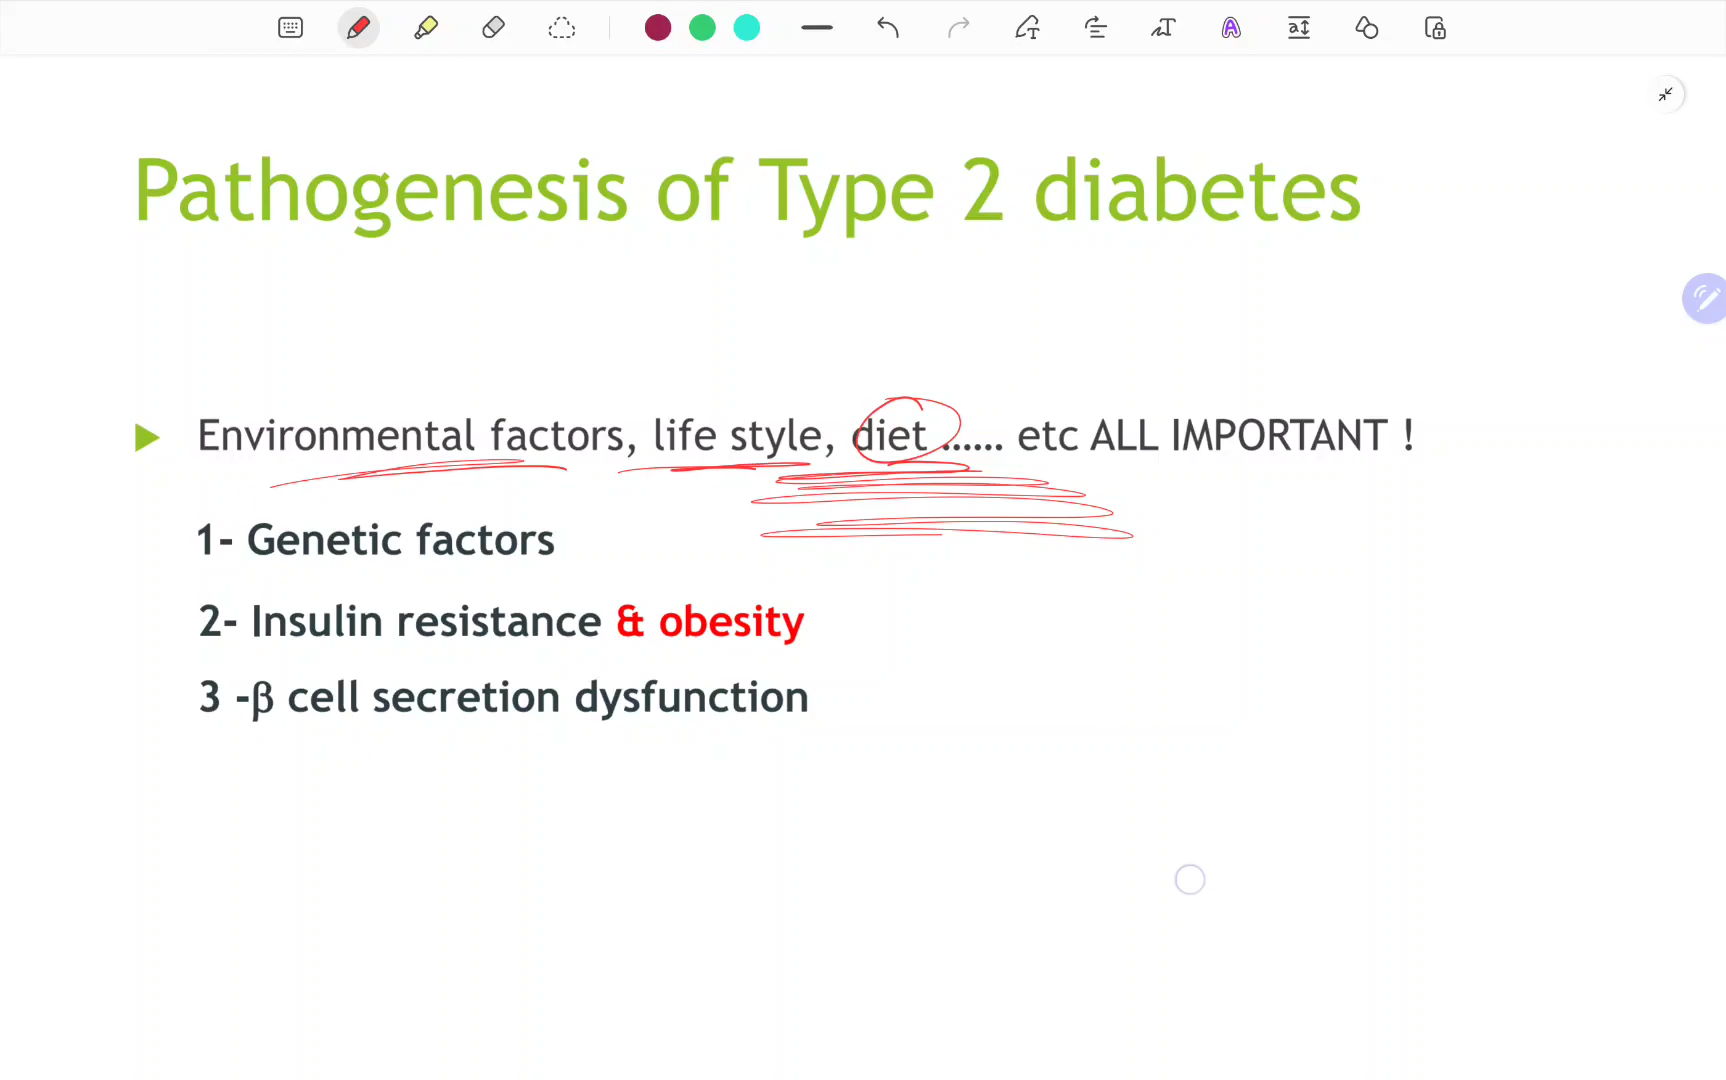 Pathogenesis of Type 2 diabetes
Environmental factors, life style, diet ...... etc ALL IMPORTANT !
1- Genetic factors
2- Insulin resistance & obesity
3 -β cell secretion dysfunction